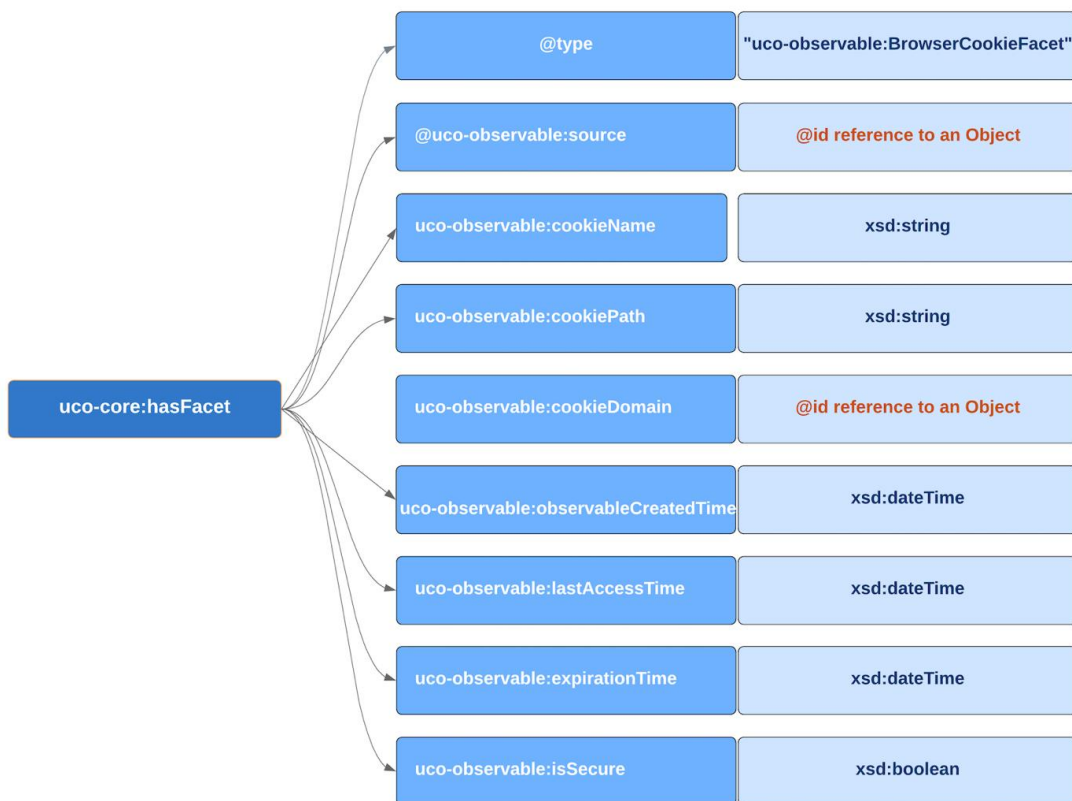 @type
"uco-observable:BrowserCookieFacet"
@uco-observable:source
@id reference to an Object
uco-observable:cookieName
xsd:string
uco-observable:cookiePath
xsd:string
uco-core:hasFacet
uco-observable:cookieDomain
@id reference to an Object
uco-observable:observableCreatedTime
xsd:dateTime
uco-observable:lastAccessTime
xsd:dateTime
uco-observable:expirationTime
xsd:dateTime
uco-observable:isSecure
xsd:boolean